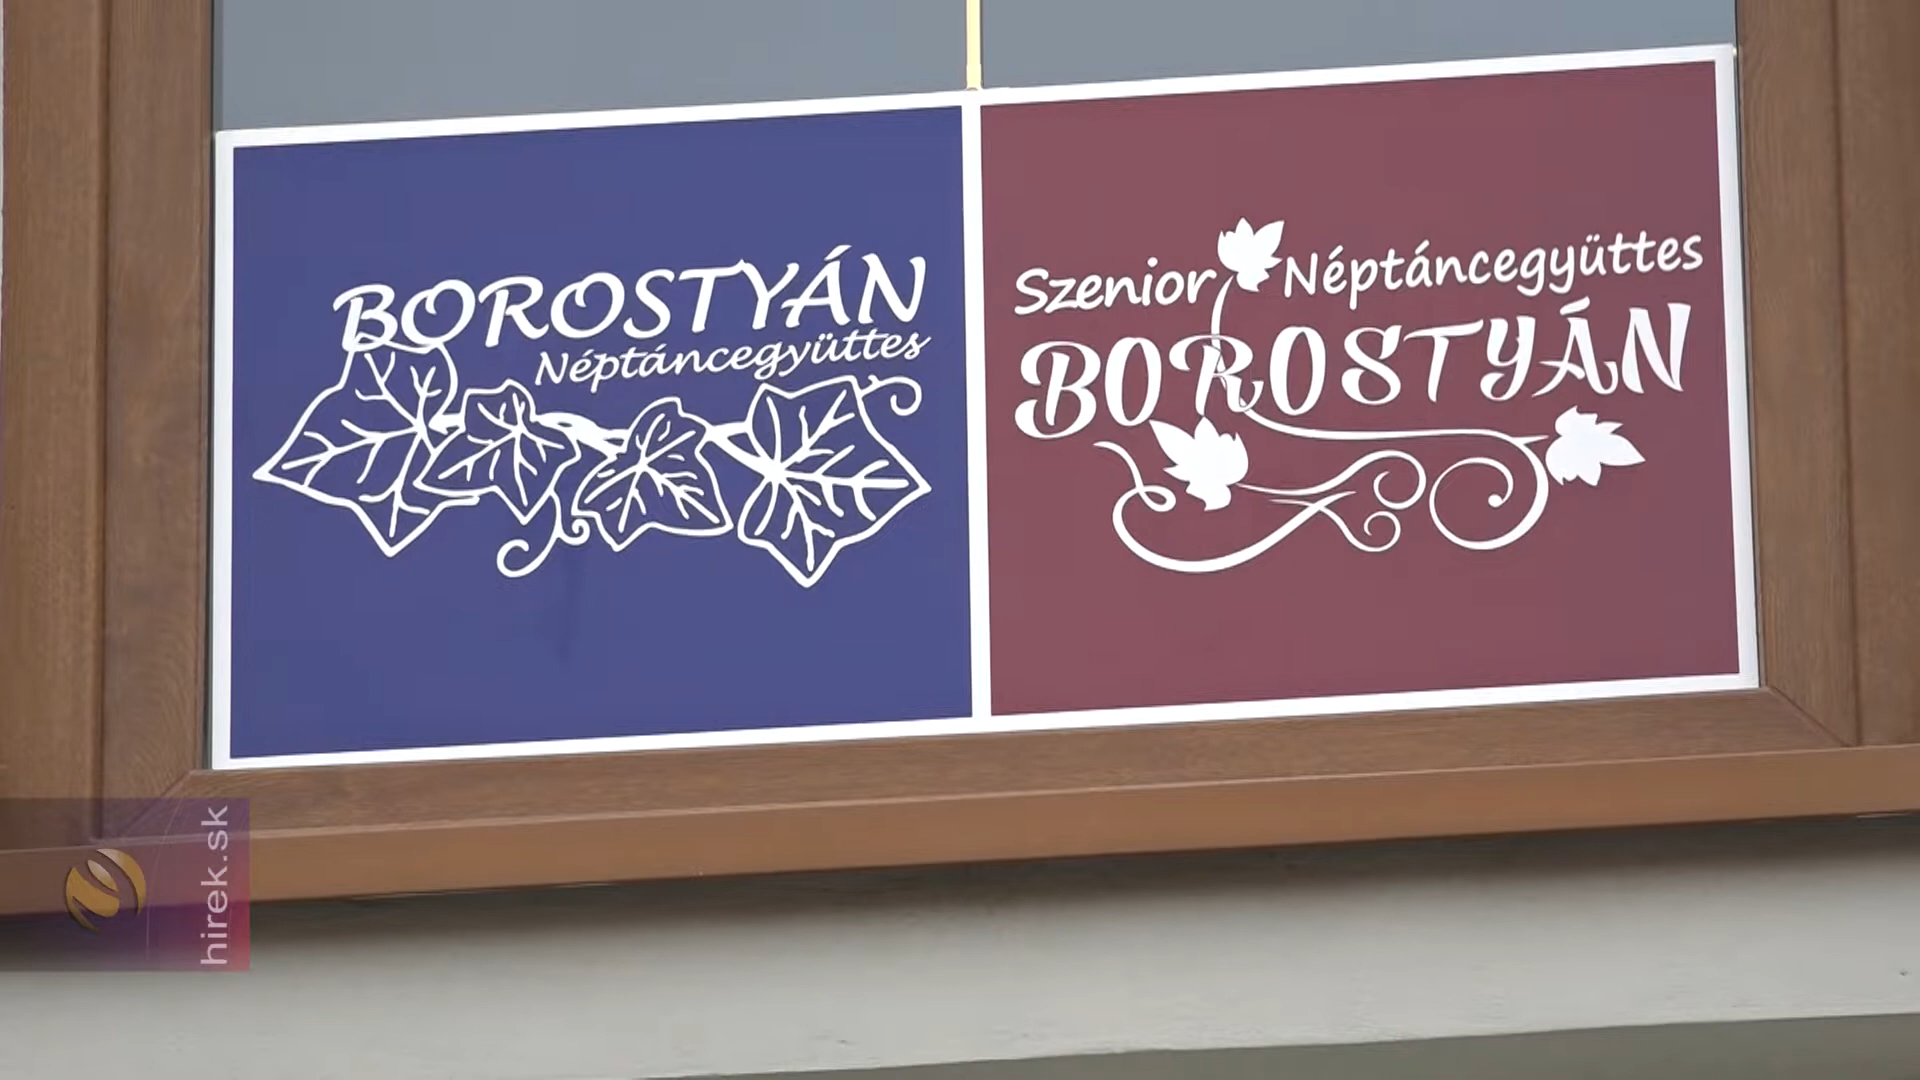 BOROSTYÁN
Néptáncegyüttes
Szenior Néptáncegyüttes
BOROSTYÁN
hirek.sk